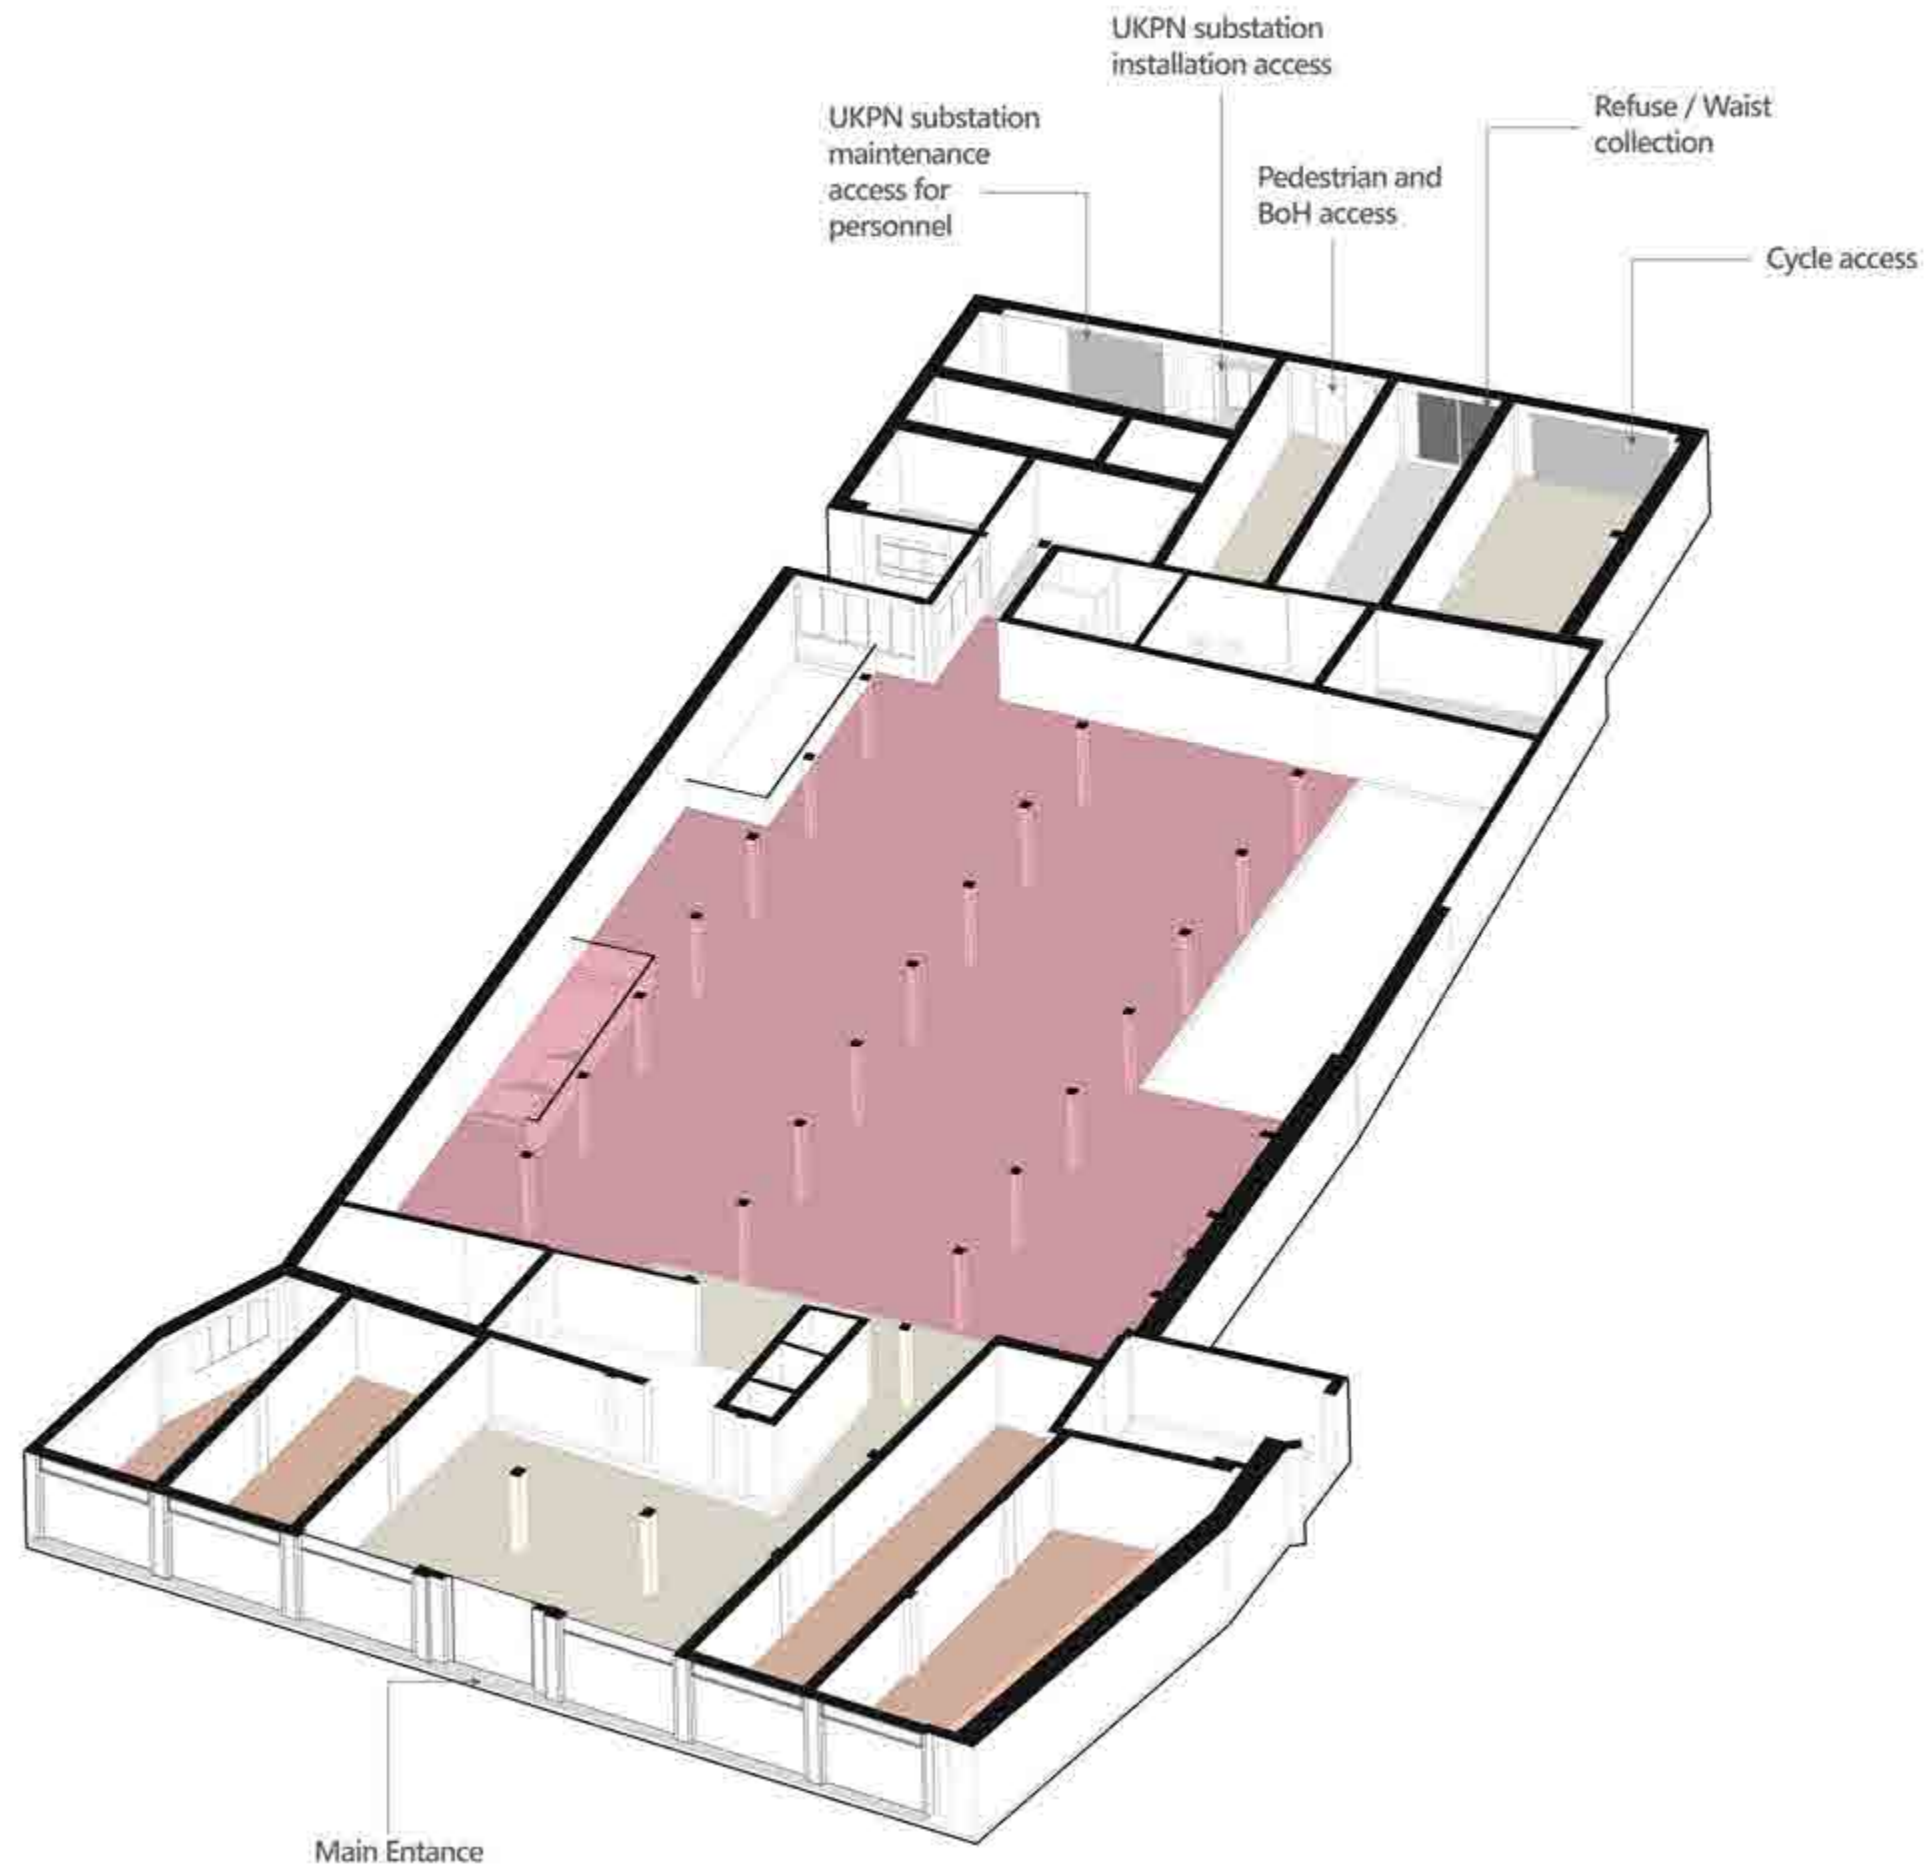 UKPN substation
installation access
UKPN substation
maintenance
access for
personnel
Refuse / Waist
collection
Pedestrian and
BoH access
Cycle access
Main Entance